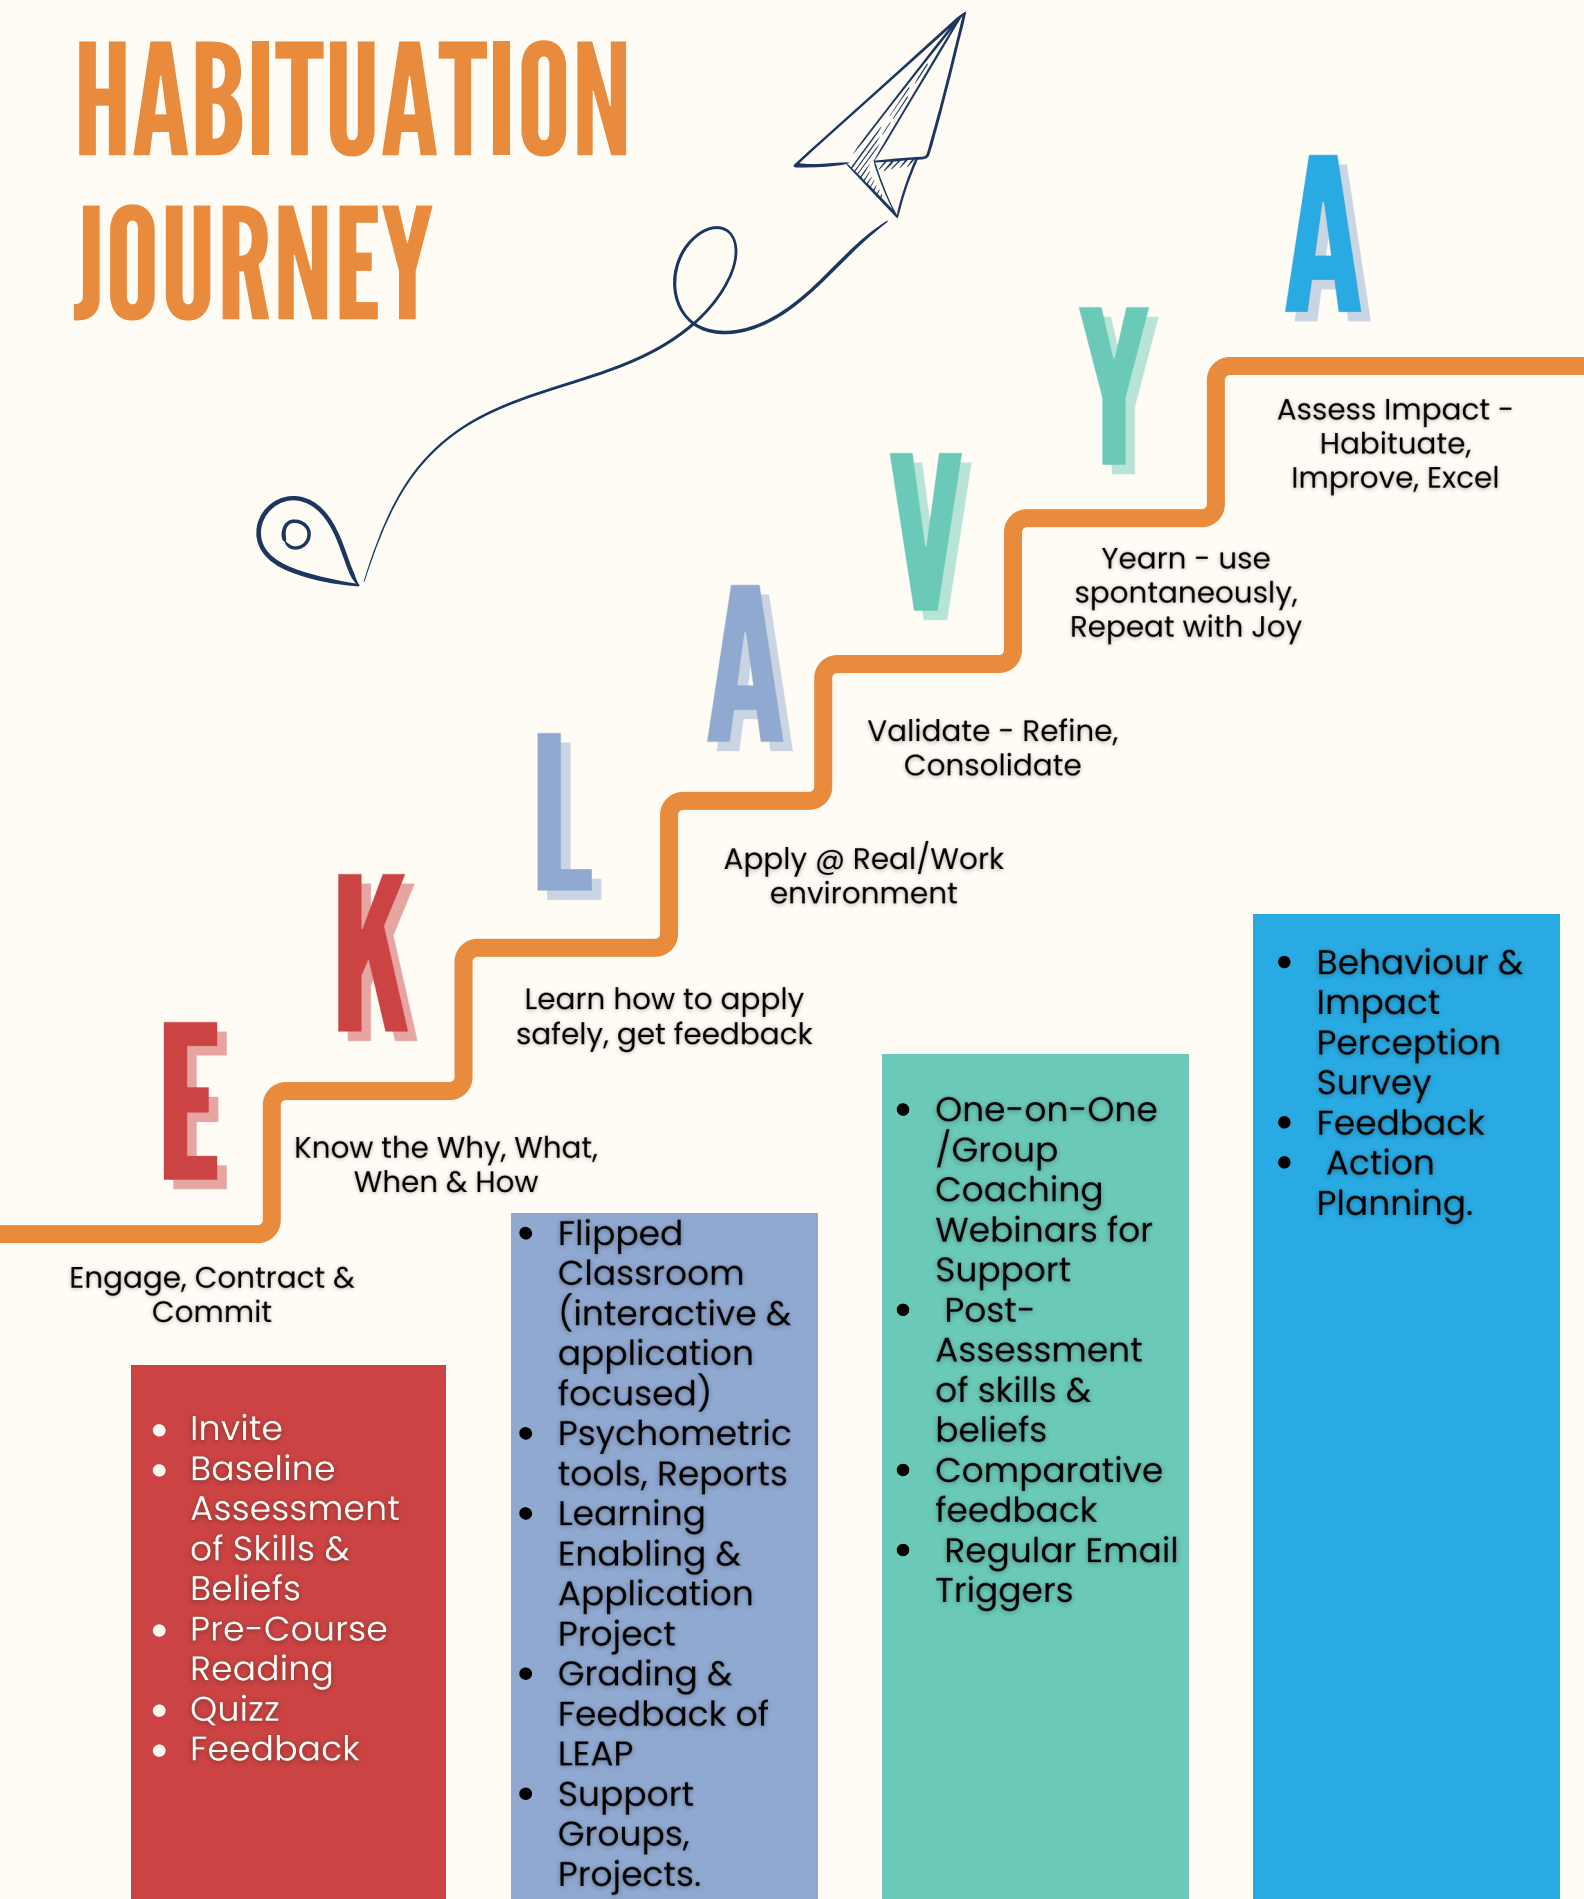 HABITUATION
JOURNEY
A
Y
V
A
L
K
E
Assess Impact -
Habituate,
Improve, Excel
Yearn - use
spontaneously,
Repeat with Joy
Validate - Refine,
Consolidate
Apply @ Real/Work
environment
Learn how to apply
safely, get feedback
Know the Why, What,
When & How
Engage, Contract &
Commit
• Invite
• Baseline
Assessment
of Skills &
Beliefs
• Pre-Course
Reading
• Quizz
• Feedback
• Flipped
Classroom
(interactive &
application
focused)
• Psychometric
tools, Reports
• Learning
Enabling &
Application
Project
• Grading &
Feedback of
LEAP
• Support
Groups,
Projects.
• One-on-One
/Group
Coaching
Webinars for
Support
• Post-
Assessment
of skills &
beliefs
• Comparative
feedback
• Regular Email
Triggers
• Behaviour &
Impact
Perception
Survey
• Feedback
• Action
Planning.